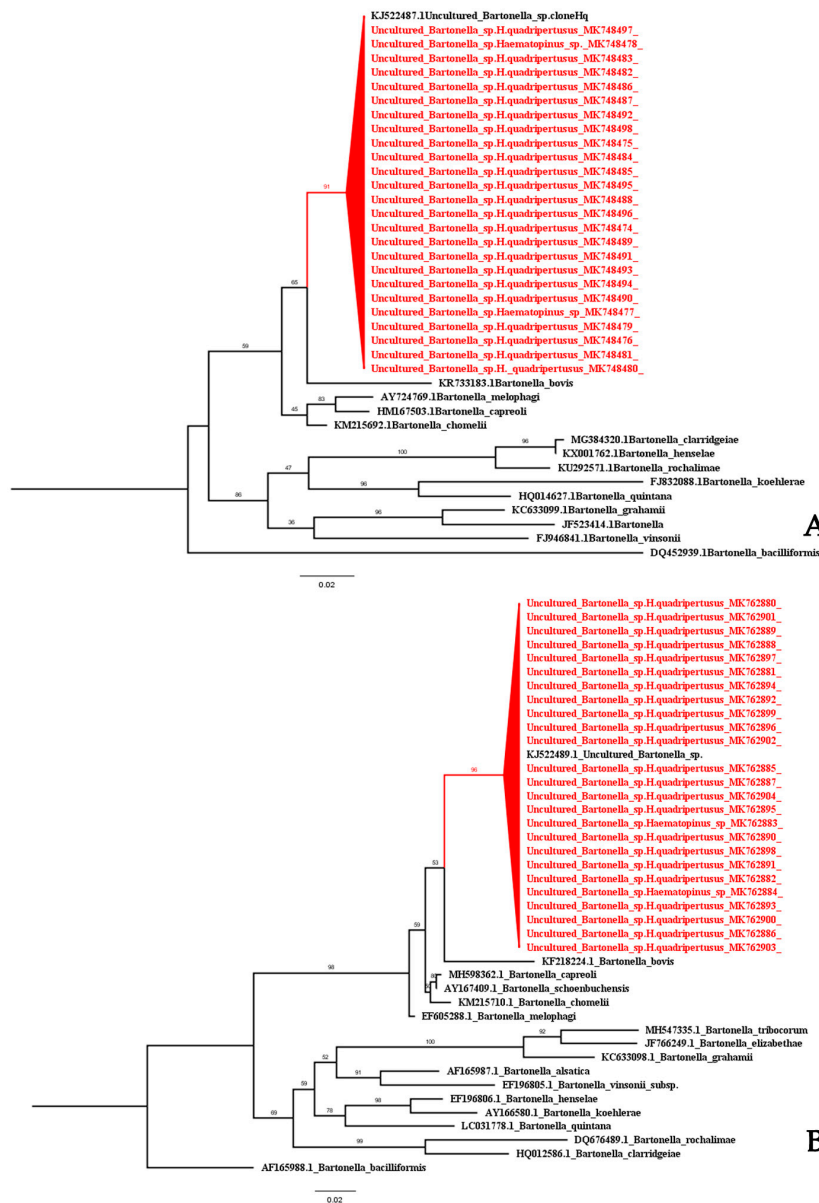 KJ522487.1Uncultured_Bartonella_sp.cloneHq
Uncultured_Bartonella_sp.H.quadripertusus_MK748497_
Uncultured_Bartonella_sp.Haematopinus_sp._MK748478_
Uncultured_Bartonella_sp.H.quadripertusus_MK748483_
Uncultured_Bartonella_sp.H.quadripertusus_MK748482_
Uncultured_Bartonella_sp.H.quadripertusus_MK748486_
Uncultured_Bartonella_sp.H.quadripertusus_MK748487_
Uncultured_Bartonella_sp.H.quadripertusus_MK748492_
Uncultured_Bartonella_sp.H.quadripertusus_MK748498_
Uncultured_Bartonella_sp.H.quadripertusus_MK748475_
Uncultured_Bartonella_sp.H.quadripertusus_MK748484_
Uncultured_Bartonella_sp.H.quadripertusus_MK748485_
91
Uncultured_Bartonella_sp.H.quadripertusus_MK748495_
Uncultured_Bartonella_sp.H.quadripertusus_MK748488_
Uncultured_Bartonella_sp.H.quadripertusus_MK748496_
Uncultured_Bartonella_sp.H.quadripertusus_MK748474_
Uncultured_Bartonella_sp.H.quadripertusus_MK748489_
Uncultured_Bartonella_sp.H.quadripertusus_MK748491_
Uncultured_Bartonella_sp.H.quadripertusus_MK748493_
Uncultured_Bartonella_sp.H.quadripertusus_MK748494_
65
Uncultured_Bartonella_sp.H.quadripertusus_MK748490_
Uncultured_Bartonella_sp.Haematopinus_sp_MK748477_
Uncultured_Bartonella_sp.H.quadripertusus_MK748479_
Uncultured_Bartonella_sp.H.quadripertusus_MK748476_
59
Uncultured_Bartonella_sp.H.quadripertusus_MK748481_
Uncultured_Bartonella_sp.H._quadripertusus_MK748480_
KR733183.1Bartonella_bovis
83
AY724769.1Bartonella_melophagi
45
HM167503.1Bartonella_capreoli
KM215692.1Bartonella_chomelii
96
MG384320.1Bartonella_clarridgeiae
100
KX001762.1Bartonella_henselae
47
KU292571.1Bartonella_rochalimae
96
FJ832088.1Bartonella_koehlerae
86
HQ014627.1Bartonella_quintana
96
KC633099.1Bartonella_grahamii
36
JF523414.1Bartonella
FJ946841.1Bartonella_vinsonii
DQ452939.1Bartonella_bacilliformis
A
0.02
Uncultured_Bartonella_sp.H.quadripertusus_MK762880_
Uncultured_Bartonella_sp.H.quadripertusus_MK762901_
Uncultured_Bartonella_sp.H.quadripertusus_MK762889_
Uncultured_Bartonella_sp.H.quadripertusus_MK762888_
Uncultured_Bartonella_sp.H.quadripertusus_MK762897_
Uncultured_Bartonella_sp.H.quadripertusus_MK762881_
Uncultured_Bartonella_sp.H.quadripertusus_MK762894_
Uncultured_Bartonella_sp.H.quadripertusus_MK762892_
Uncultured_Bartonella_sp.H.quadripertusus_MK762899_
Uncultured_Bartonella_sp.H.quadripertusus_MK762896_
Uncultured_Bartonella_sp.H.quadripertusus_MK762902_
KJ522489.1_Uncultured_Bartonella_sp.
Uncultured_Bartonella_sp.H.quadripertusus_MK762885_
Uncultured_Bartonella_sp.H.quadripertusus_MK762887_
Uncultured_Bartonella_sp.H.quadripertusus_MK762904_
Uncultured_Bartonella_sp.H.quadripertusus_MK762895_
Uncultured_Bartonella_sp.Haematopinus_sp_MK762883_
Uncultured_Bartonella_sp.H.quadripertusus_MK762890_
Uncultured_Bartonella_sp.H.quadripertusus_MK762898_
53
Uncultured_Bartonella_sp.H.quadripertusus_MK762891_
Uncultured_Bartonella_sp.H.quadripertusus_MK762882_
Uncultured_Bartonella_sp.Haematopinus_sp_MK762884_
Uncultured_Bartonella_sp.H.quadripertusus_MK762893_
59
Uncultured_Bartonella_sp.H.quadripertusus_MK762900_
Uncultured_Bartonella_sp.H.quadripertusus_MK762886_
Uncultured_Bartonella_sp.H.quadripertusus_MK762903_
KF218224.1_Bartonella_bovis
98
MH598362.1_Bartonella_capreoli
AY167409.1_Bartonella_schoenbuchensis
KM215710.1_Bartonella_chomelii
EF605288.1_Bartonella_melophagi
92
MH547335.1_Bartonella_tribocorum
100
JF766249.1_Bartonella_elizabethae
52
KC633098.1_Bartonella_grahamii
91
AF165987.1_Bartonella_alsatica
59
EF196805.1_Bartonella_vinsonii_subsp.
98
EF196806.1_Bartonella_henselae
78
AY166580.1_Bartonella_koehlerae
69
LC031778.1_Bartonella_quintana
99
DQ676489.1_Bartonella_rochalimae
B
HQ012586.1_Bartonella_clarridgeiae
AF165988.1_Bartonella_bacilliformis
0.02